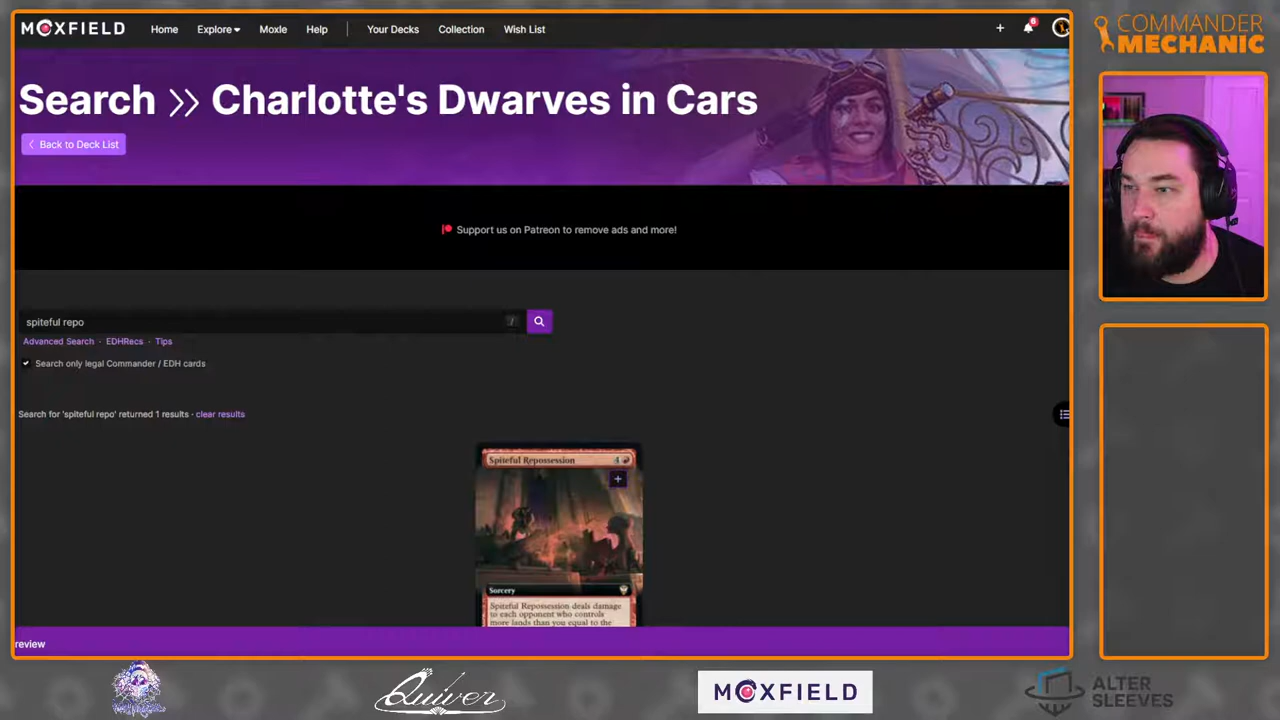 MOXFIELD Home Explore Moxle Help Your Decks Collection Wish List 6
COMMANDER
MECHANIC
Search >> Charlotte's Dwarves in Cars
Back to Deck List
Support us on Patreon to remove ads and more!
spiteful repo /
Advanced Search · EDHRecs · Tips
Search only legal Commander / EDH cards
Search for 'spiteful repo' returned 1 results · clear results
Spiteful Repossession 4
+
Sorcery
Spiteful Repossession deals damage
to each opponent who controls
more lands than you equal to the
review
Quiver
MOXFIELD
ALTER
SLEEVES